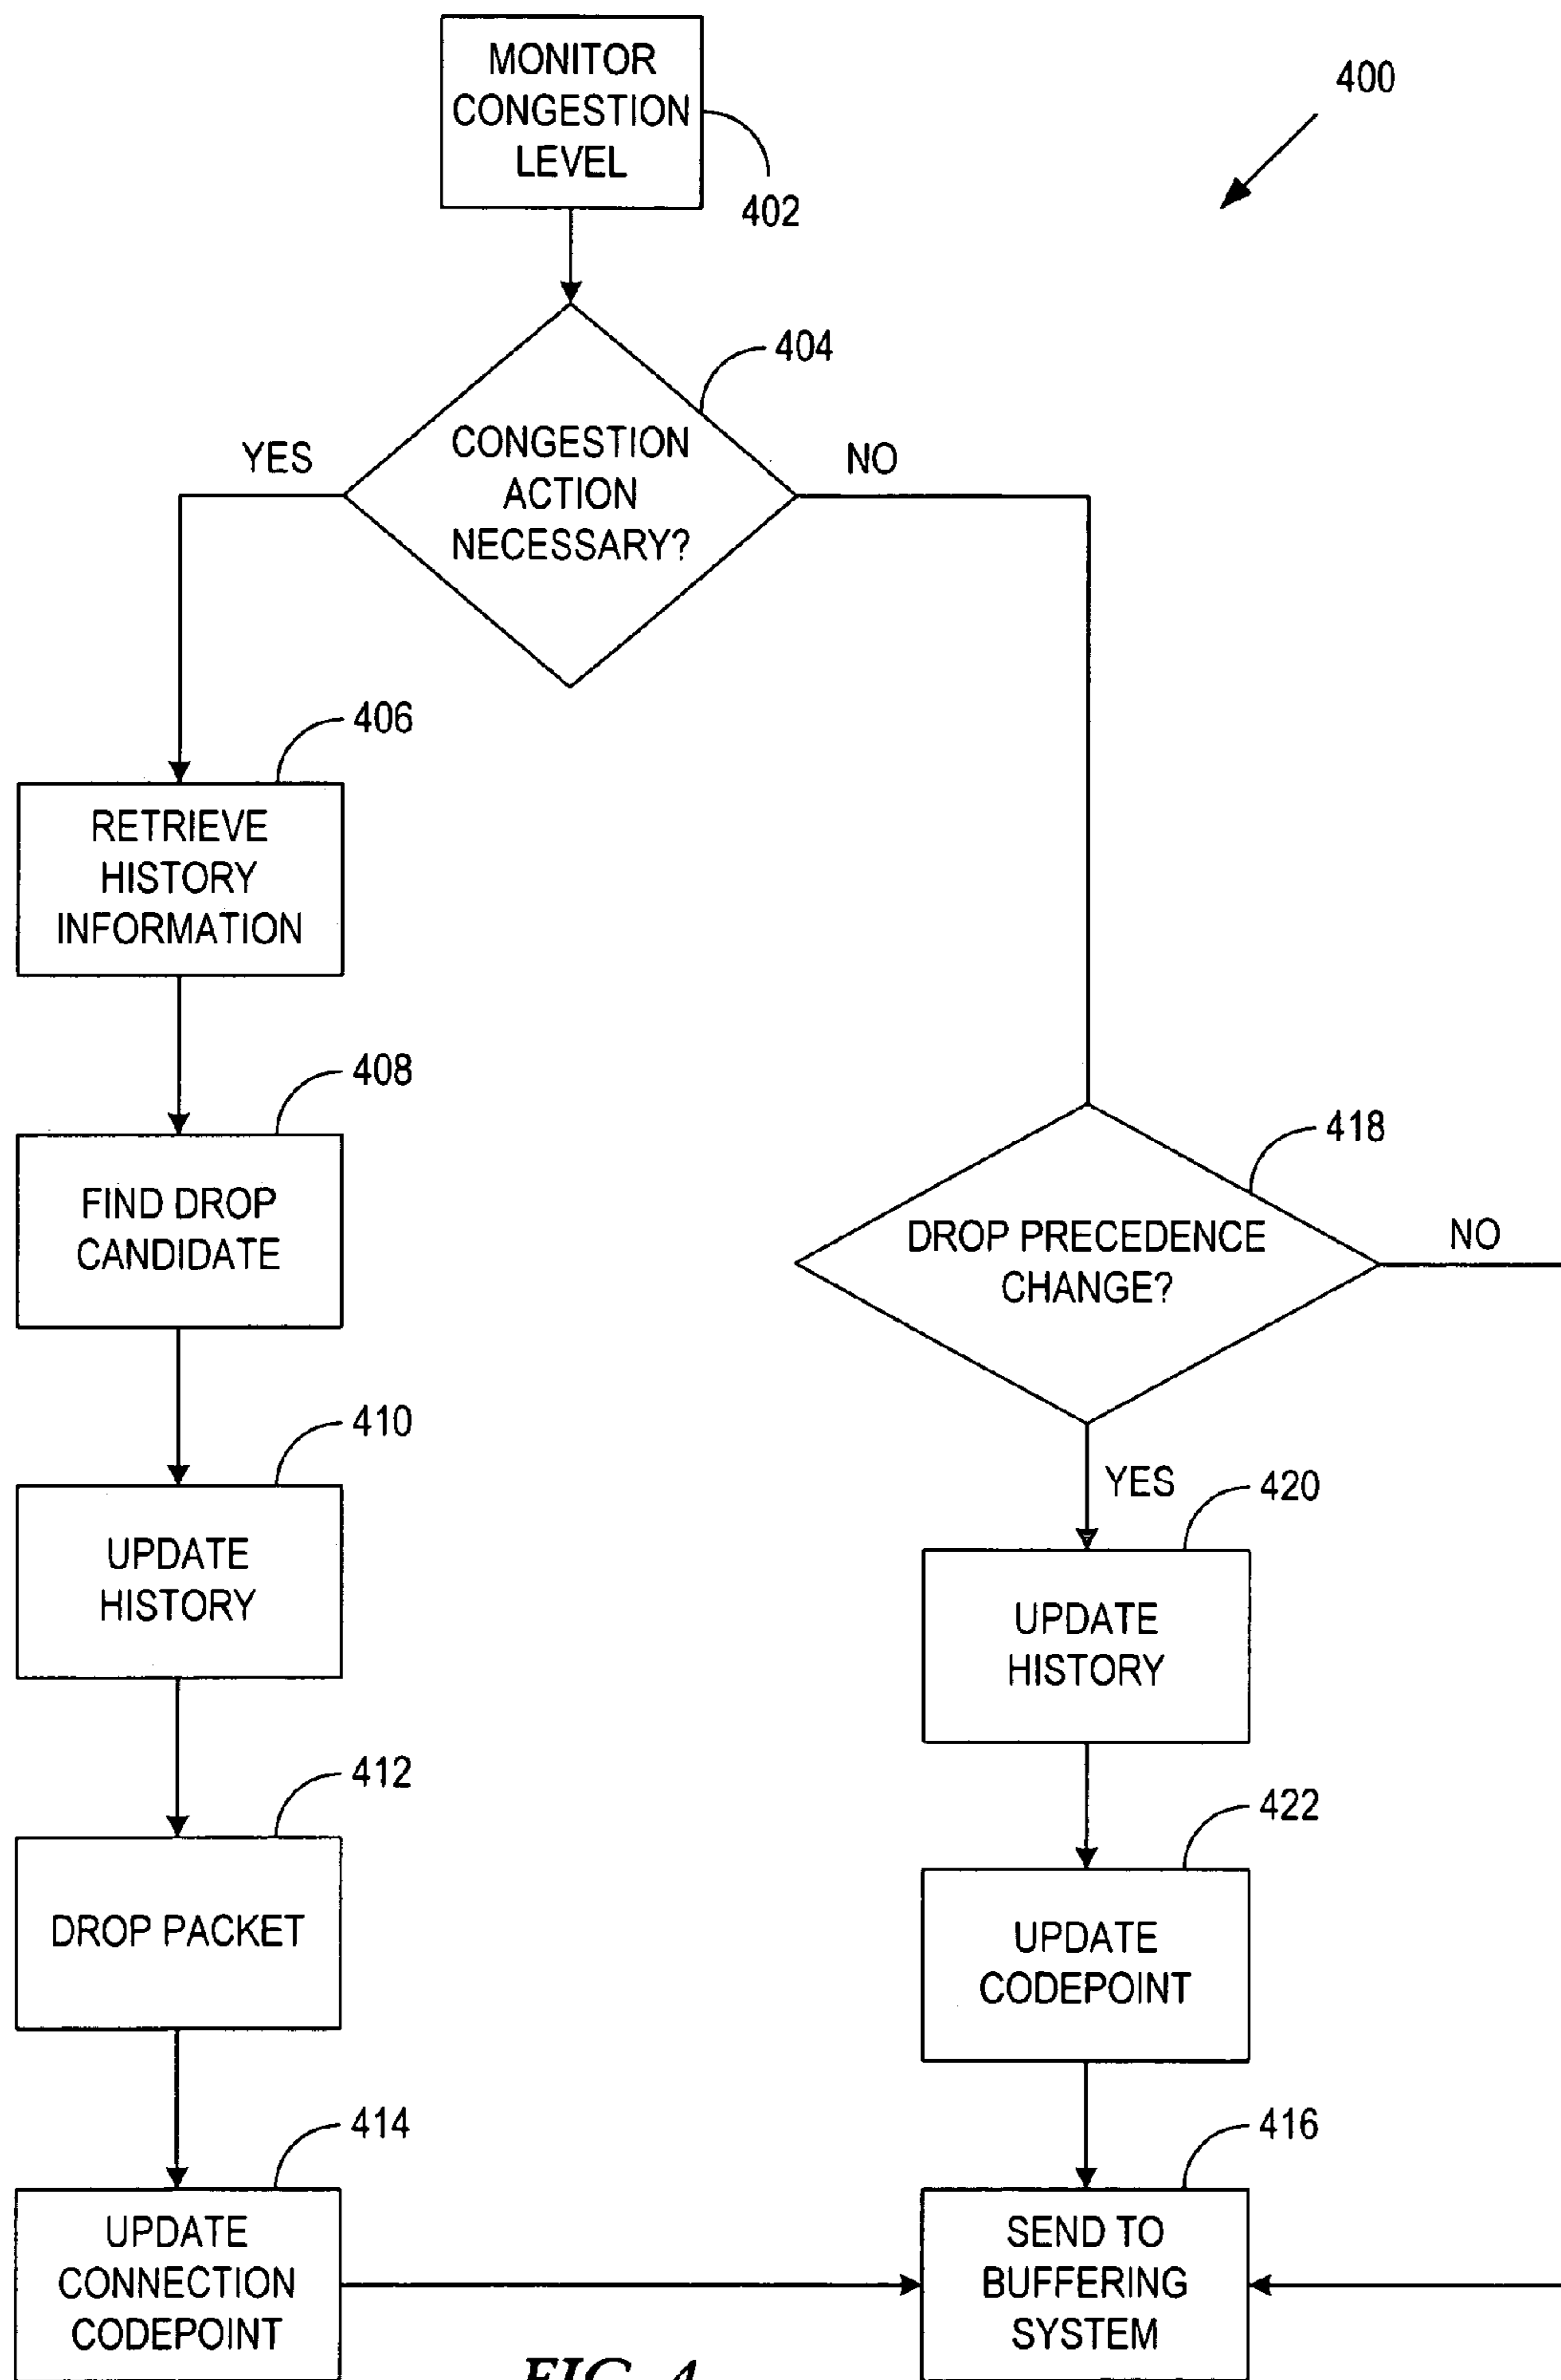 MONITOR
CONGESTION
LEVEL
402
400
404
CONGESTION
ACTION
NECESSARY?
YES
NO
406
RETRIEVE
HISTORY
INFORMATION
408
FIND DROP
CANDIDATE
418
DROP PRECEDENCE
CHANGE?
NO
YES
410
UPDATE
HISTORY
420
UPDATE
HISTORY
412
DROP PACKET
422
UPDATE
CODEPOINT
414
UPDATE
CONNECTION
CODEPOINT
416
SEND TO
BUFFERING
SYSTEM
FIG. 4